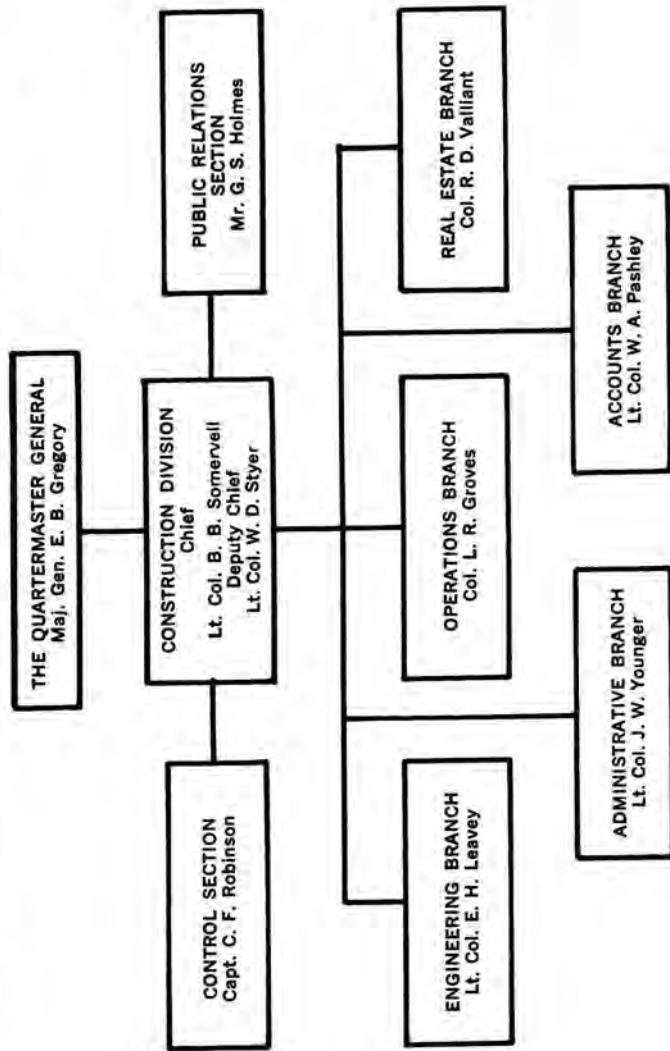 THE QUARTERMASTER GENERAL
Maj. Gen. E. B. Gregory
CONTROL SECTION
Capt. C. F. Robinson
CONSTRUCTION DIVISION
Chief
Lt. Col. B. B. Somervell
Deputy Chief
Lt. Col. W. D. Styer
PUBLIC RELATIONS
SECTION
Mr. G. S. Holmes
ENGINEERING BRANCH
Lt. Col. E. H. Leavey
OPERATIONS BRANCH
Col. L. R. Groves
REAL ESTATE BRANCH
Col. R. D. Valliant
ADMINISTRATIVE BRANCH
Lt. Col. J. W. Younger
ACCOUNTS BRANCH
Lt. Col. W. A. Pashley